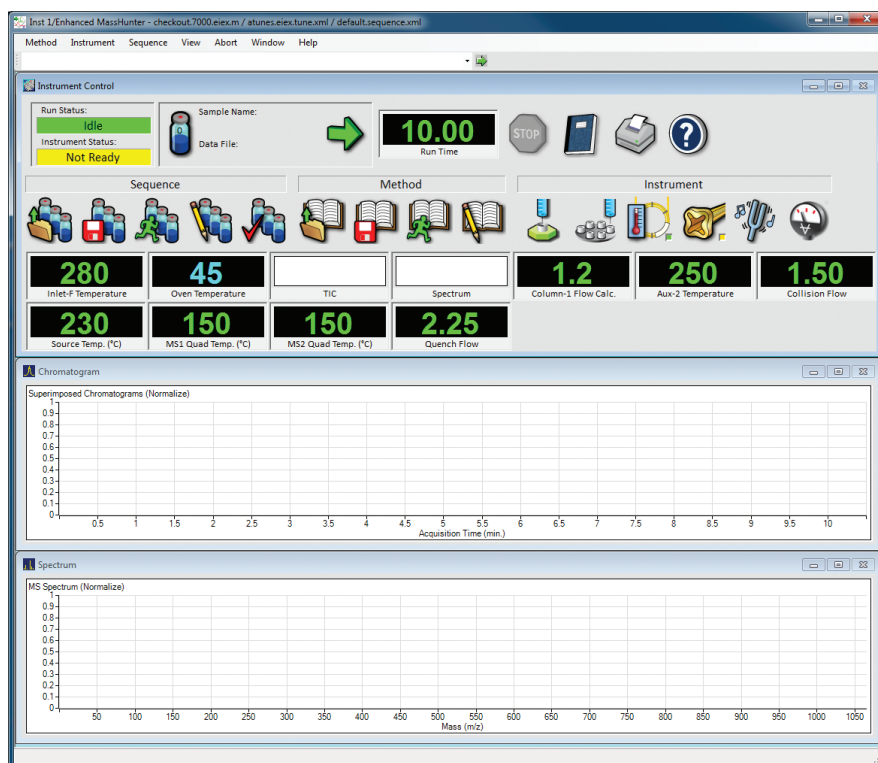 Inst 1/Enhanced MassHunter - checkout.7000.eiex.m / atunes.eiex.tune.xml / default.sequence.xml
Method Instrument Sequence View Abort Window Help
Instrument Control
Run Status:
Idle
Instrument Status:
Not Ready
0
Sample Name:
Data File:
10.00
Run Time
STOP
?
Sequence Method Instrument
280 45 1.2 250 1.50
Inlet-F Temperature Oven Temperature TIC Spectrum Column-1 Flow Calc. Aux-2 Temperature Collision Flow
230 150 150 2.25
Source Temp. (°C) MS1 Quad Temp. (°C) MS2 Quad Temp. (°C) Quench Flow
Chromatogram
Superimposed Chromatograms (Normalize)
1
0.9
0.8
0.7
0.6
0.5
0.4
0.3
0.2
0.1
0
0.5 1 1.5 2 2.5 3 3.5 4 4.5 5 5.5 6 6.5 7 7.5 8 8.5 9 9.5 10
Acquisition Time (min.)
Spectrum
MS Spectrum (Normalize)
1
0.9
0.8
0.7
0.6
0.5
0.4
0.3
0.2
0.1
0
50 100 150 200 250 300 350 400 450 500 550 600 650 700 750 800 850 900 950 1000 1050
Mass (m/z)